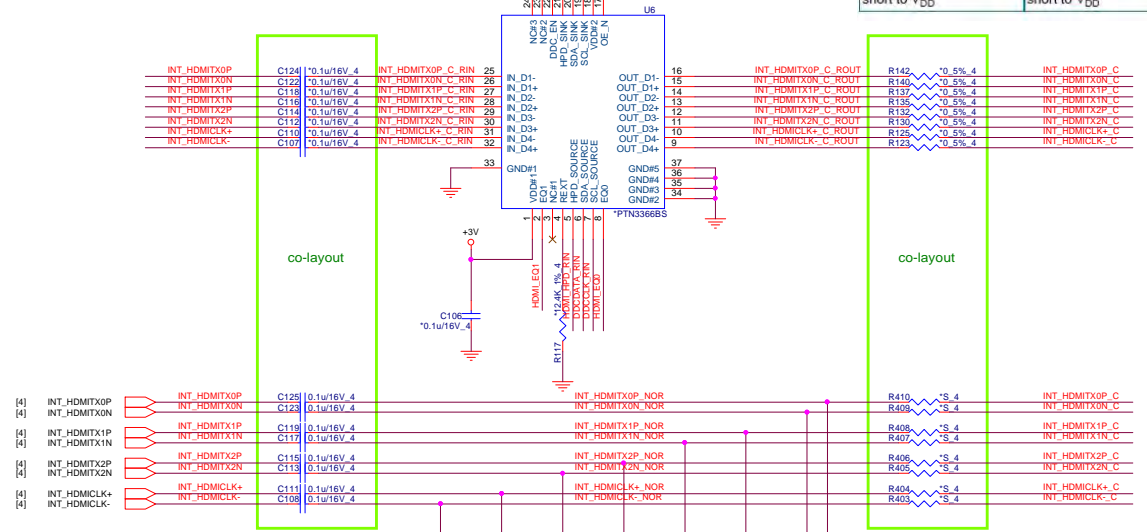 short to VDD
short to VDD
U6
24 23 22 21 20 19 18 17
NC#3
NC#2
DDC_EN
HPD_SINK
SDA_SINK
SCL_SINK
VDD#2
OE_N
INT_HDMITX0P C124 *0.1u/16V_4 INT_HDMITX0P_C_RIN 25 IN_D1- OUT_D1- 16 INT_HDMITX0P_C_ROUT R142 *0_5%_4 INT_HDMITX0P_C
INT_HDMITX0N C122 *0.1u/16V_4 INT_HDMITX0N_C_RIN 26 IN_D1+ OUT_D1+ 15 INT_HDMITX0N_C_ROUT R140 *0_5%_4 INT_HDMITX0N_C
INT_HDMITX1P C118 *0.1u/16V_4 INT_HDMITX1P_C_RIN 27 IN_D2- OUT_D2- 14 INT_HDMITX1P_C_ROUT R137 *0_5%_4 INT_HDMITX1P_C
INT_HDMITX1N C116 *0.1u/16V_4 INT_HDMITX1N_C_RIN 28 IN_D2+ OUT_D2+ 13 INT_HDMITX1N_C_ROUT R135 *0_5%_4 INT_HDMITX1N_C
INT_HDMITX2P C114 *0.1u/16V_4 INT_HDMITX2P_C_RIN 29 IN_D3- OUT_D3- 12 INT_HDMITX2P_C_ROUT R132 *0_5%_4 INT_HDMITX2P_C
INT_HDMITX2N C112 *0.1u/16V_4 INT_HDMITX2N_C_RIN 30 IN_D3+ OUT_D3+ 11 INT_HDMITX2N_C_ROUT R130 *0_5%_4 INT_HDMITX2N_C
INT_HDMICLK+ C110 *0.1u/16V_4 INT_HDMICLK+_C_RIN 31 IN_D4- OUT_D4- 10 INT_HDMICLK+_C_ROUT R125 *0_5%_4 INT_HDMICLK+_C
INT_HDMICLK- C107 *0.1u/16V_4 INT_HDMICLK-_C_RIN 32 IN_D4+ OUT_D4+ 9 INT_HDMICLK-_C_ROUT R123 *0_5%_4 INT_HDMICLK-_C
33 GND#1 GND#5 37
GND#4 36
GND#3 35
GND#2 34
VDD#1
EQ1
NC#1
REXT
HPD_SOURCE
SDA_SOURCE
SCL_SOURCE
EQ0
*PTN3366BS
1 2 3 4 5 6 7 8
+3V
co-layout
co-layout
HDMI_EQ1
*12.4K_1%_4
HDMI_HPD_RIN
DDCDATA_RIN
DDCCLK_RIN
HDMI_EQ0
C106
*0.1u/16V_4
R117
[4] INT_HDMITX0P INT_HDMITX0P C125 0.1u/16V_4 INT_HDMITX0P_NOR R410 *S_4 INT_HDMITX0P_C
[4] INT_HDMITX0N INT_HDMITX0N C123 0.1u/16V_4 INT_HDMITX0N_NOR R409 *S_4 INT_HDMITX0N_C
[4] INT_HDMITX1P INT_HDMITX1P C119 0.1u/16V_4 INT_HDMITX1P_NOR R408 *S_4 INT_HDMITX1P_C
[4] INT_HDMITX1N INT_HDMITX1N C117 0.1u/16V_4 INT_HDMITX1N_NOR R407 *S_4 INT_HDMITX1N_C
[4] INT_HDMITX2P INT_HDMITX2P C115 0.1u/16V_4 INT_HDMITX2P_NOR R406 *S_4 INT_HDMITX2P_C
[4] INT_HDMITX2N INT_HDMITX2N C113 0.1u/16V_4 INT_HDMITX2N_NOR R405 *S_4 INT_HDMITX2N_C
[4] INT_HDMICLK+ INT_HDMICLK+ C111 0.1u/16V_4 INT_HDMICLK+_NOR R404 *S_4 INT_HDMICLK+_C
[4] INT_HDMICLK- INT_HDMICLK- C108 0.1u/16V_4 INT_HDMICLK-_NOR R403 *S_4 INT_HDMICLK-_C